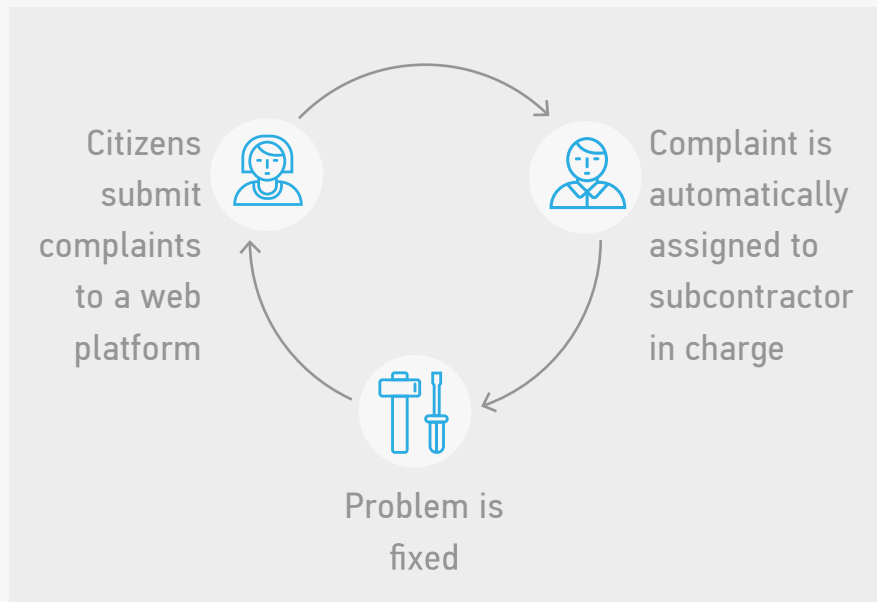 Citizens
submit
complaints
to a web
platform
Complaint is
automatically
assigned to
subcontractor
in charge
Problem is
fixed